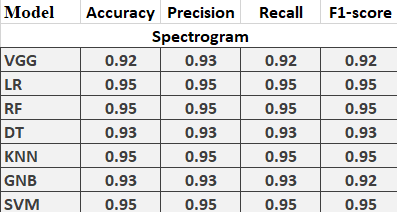 Model Accuracy Precision Recall F1-score
Spectrogram
VGG 0.92 0.93 0.92 0.92
LR 0.95 0.95 0.95 0.95
RF 0.95 0.95 0.95 0.95
DT 0.93 0.93 0.93 0.93
KNN 0.95 0.95 0.95 0.95
GNB 0.93 0.93 0.93 0.92
SVM 0.95 0.95 0.95 0.95